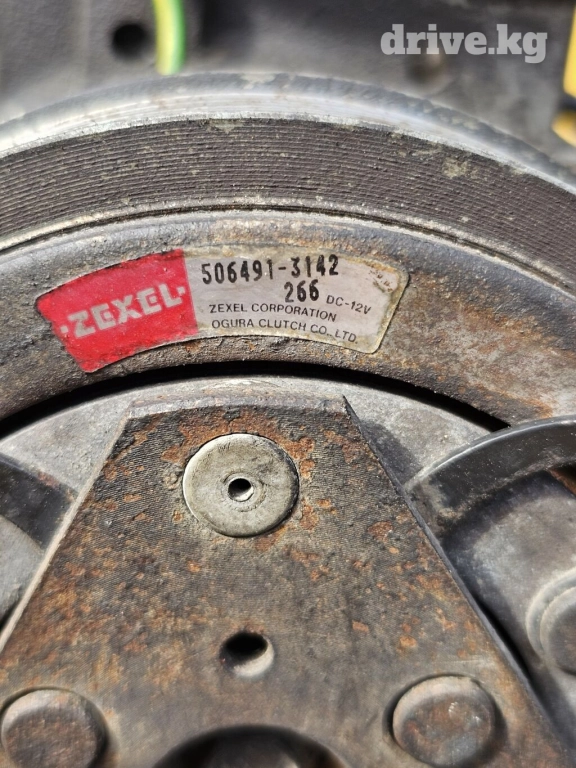 drive.kg
ZEXEL
506491-3142
266 DC-12V
ZEXEL CORPORATION
OGURA CLUTCH CO., LTD.